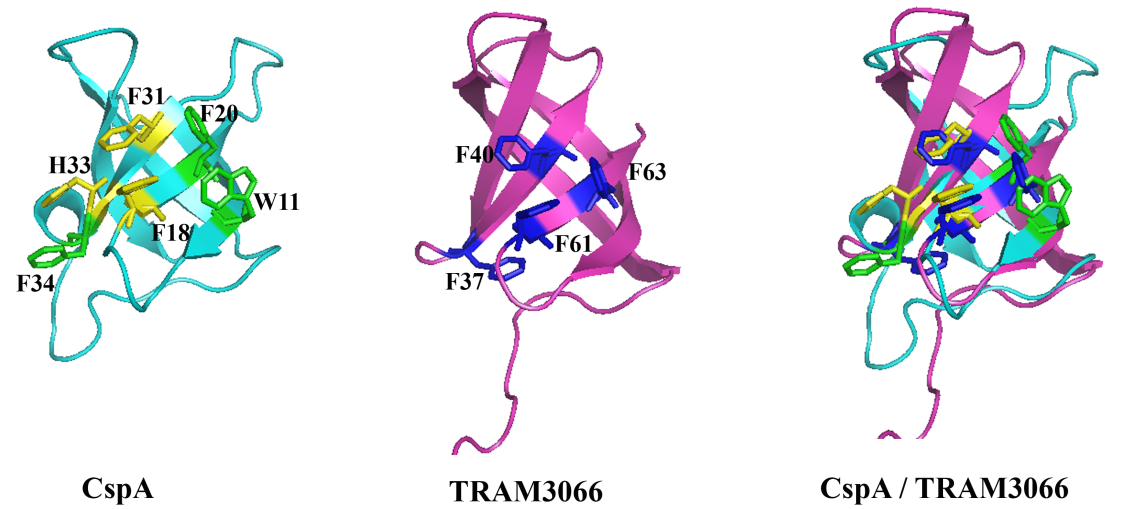 F31
F20
H33
W11
F18
F34
CspA
F40
F63
F61
F37
TRAM3066
CspA / TRAM3066